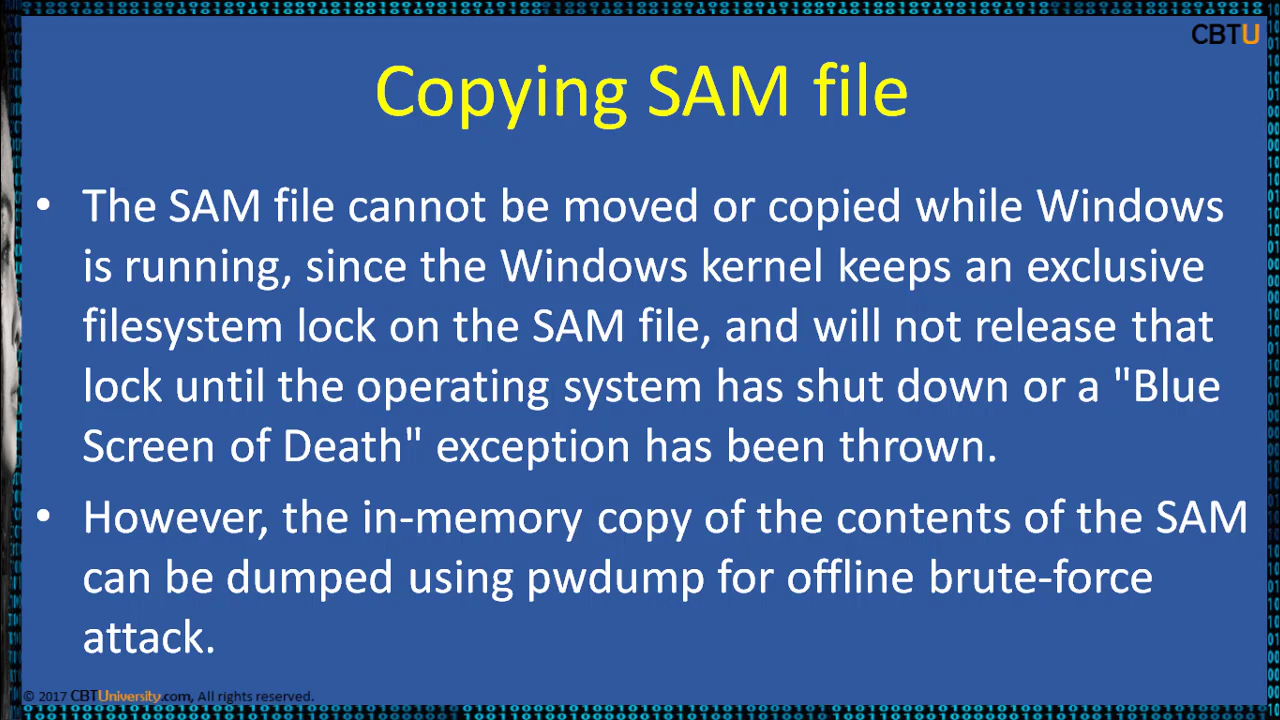 CBTU
Copying SAM file
• The SAM file cannot be moved or copied while Windows
is running, since the Windows kernel keeps an exclusive
filesystem lock on the SAM file, and will not release that
lock until the operating system has shut down or a "Blue
Screen of Death" exception has been thrown.
• However, the in-memory copy of the contents of the SAM
can be dumped using pwdump for offline brute-force
attack.
© 2017 CBTUniversity.com, All rights reserved.